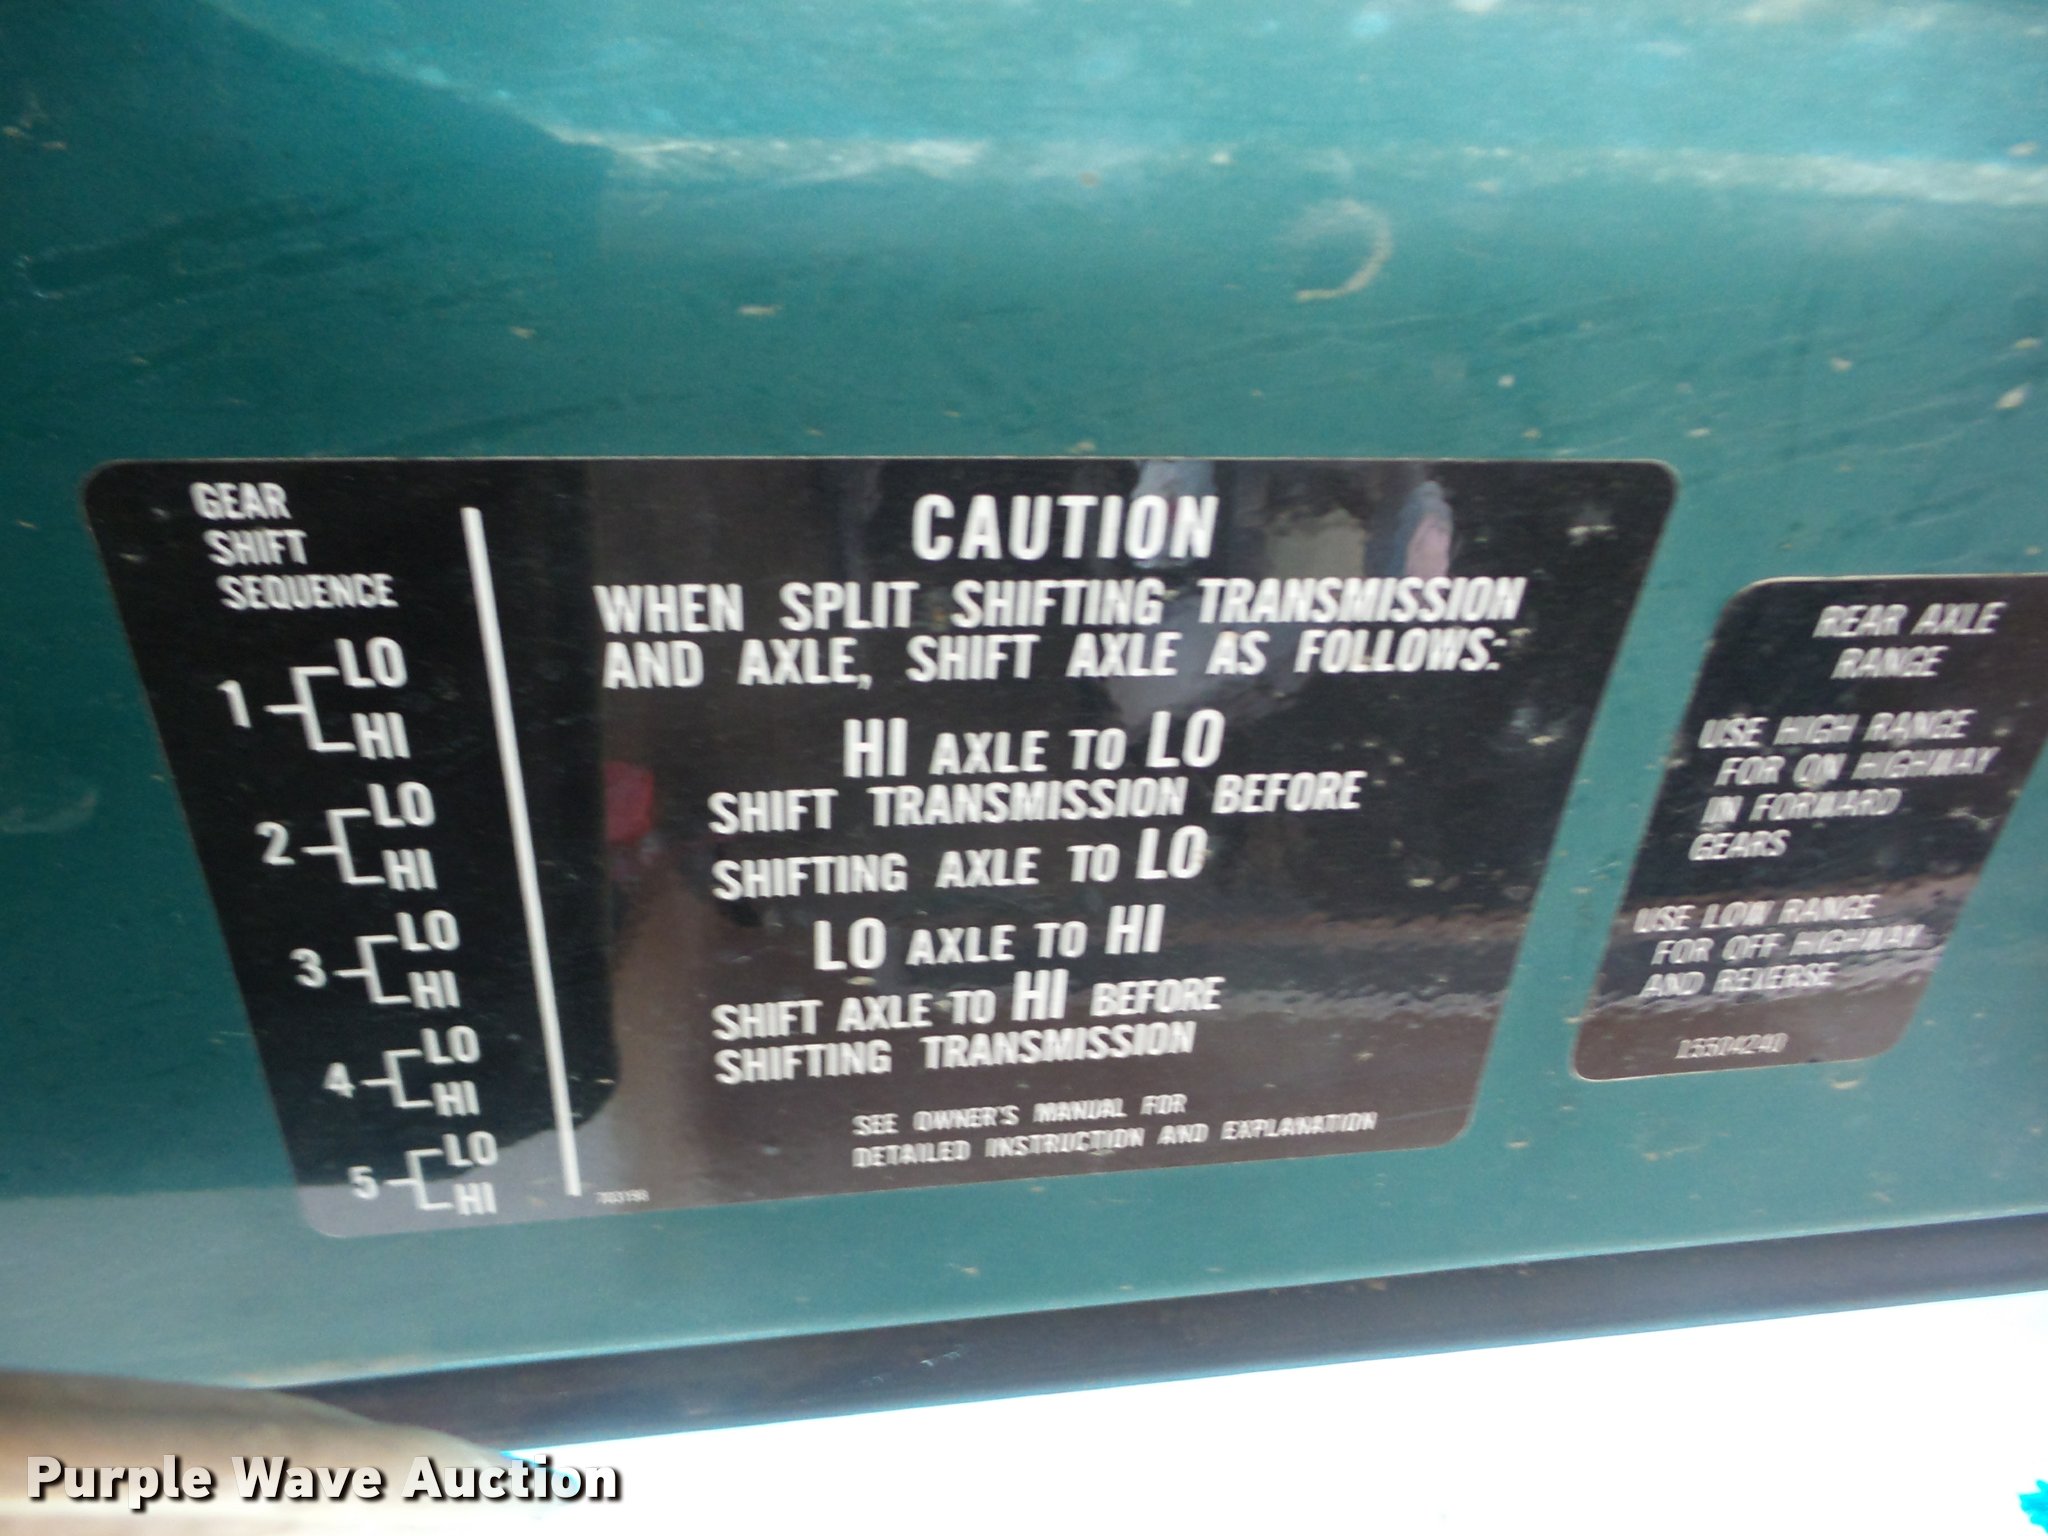 GEAR
SHIFT
SEQUENCE
1 LO
HI
2 LO
HI
3 LO
HI
4 LO
HI
5 LO
HI
CAUTION
WHEN SPLIT SHIFTING TRANSMISSION
AND AXLE, SHIFT AXLE AS FOLLOWS:
HI AXLE TO LO
SHIFT TRANSMISSION BEFORE
SHIFTING AXLE TO LO
LO AXLE TO HI
SHIFT AXLE TO HI BEFORE
SHIFTING TRANSMISSION
SEE OWNER'S MANUAL FOR
DETAILED INSTRUCTION AND EXPLANATION
REAR AXLE
RANGE
USE HIGH RANGE
FOR ON HIGHWAY
IN FORWARD
GEARS
USE LOW RANGE
FOR OFF HIGHWAY
AND REVERSE
15504240
Purple Wave Auction